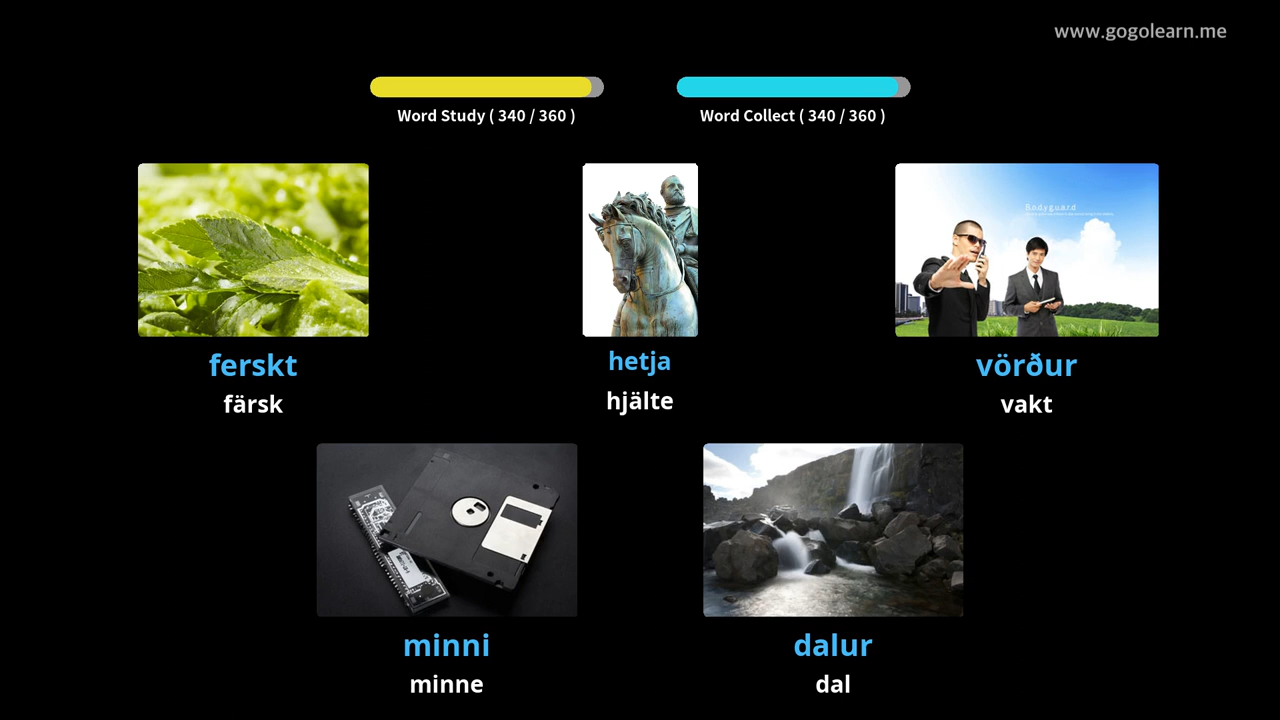 www.gogolearn.me
Word Study ( 340 / 360 )
Word Collect ( 340 / 360 )
Bodyguard
ferskt
hetja
vörður
färsk
hjälte
vakt
minni
dalur
minne
dal